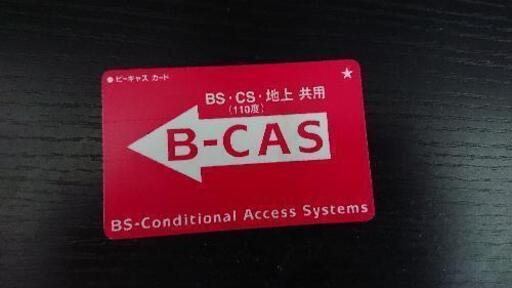 ● ビーキャス カード
★
BS・CS・地上 共用
(110度)
B-CAS
BS-Conditional Access Systems